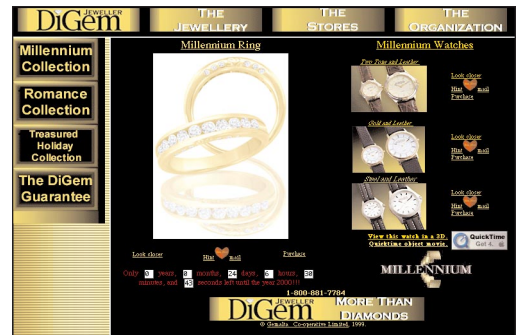 DiGem JEWELLER
THE JEWELLERY
THE STORES
THE ORGANIZATION
Millennium Collection
Romance Collection
Treasured Holiday Collection
The DiGem Guarantee
Millennium Ring
Look closer
Hint mail
Purchase
Only 0 years, 0 months, 24 days, 6 hours, 30
minutes, and 43 seconds left until the year 2000!!!
Millennium Watches
Two Tone and Leather
Look closer
Hint mail
Purchase
Gold and Leather
Look closer
Hint mail
Purchase
Steel and Leather
Look closer
Hint mail
Purchase
View this watch in a 3D,
Quicktime object movie.
QuickTime
Get 4.
MILLENNIUM
1-800-881-7784
DiGem JEWELLER
MORE THAN DIAMONDS
© Gemalta Co-operative Limited, 1999.